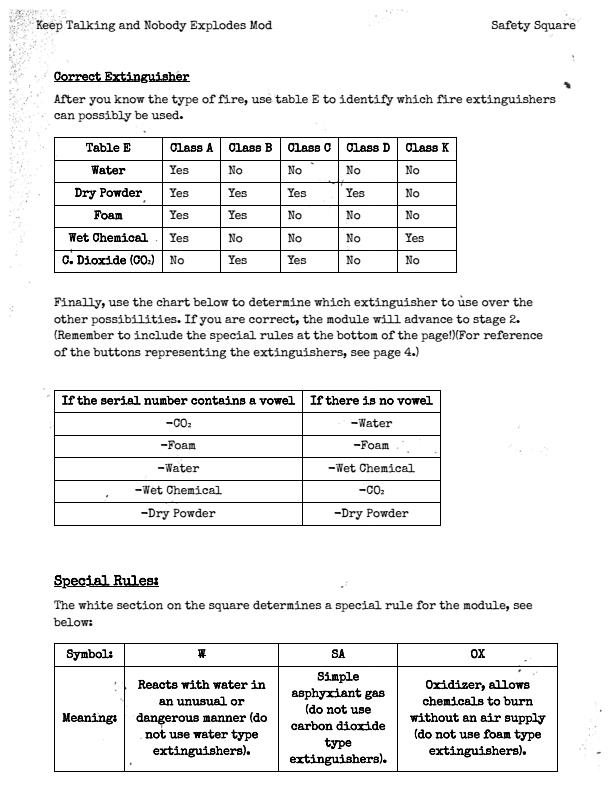 Keep Talking and Nobody Explodes Mod Safety Square
Correct Extinguisher
After you know the type of fire, use table E to identify which fire extinguishers
can possibly be used.
Table E Class A Class B Class C Class D Class K
Water Yes No No No No
Dry Powder Yes Yes Yes Yes No
Foam Yes Yes No No No
Wet Chemical Yes No No No Yes
C. Dioxide (CO₂) No Yes Yes No No
Finally, use the chart below to determine which extinguisher to use over the
other possibilities. If you are correct, the module will advance to stage 2.
(Remember to include the special rules at the bottom of the page!)(For reference
of the buttons representing the extinguishers, see page 4.)
If the serial number contains a vowel If there is no vowel
-CO₂ -Water
-Foam -Foam
-Water -Wet Chemical
-Wet Chemical -CO₂
-Dry Powder -Dry Powder
Special Rules:
The white section on the square determines a special rule for the module, see
below:
Symbol: W SA OX
Meaning:
Reacts with water in
an unusual or
dangerous manner (do
not use water type
extinguishers).
Simple
asphyxiant gas
(do not use
carbon dioxide
type
extinguishers).
Oxidizer, allows
chemicals to burn
without an air supply
(do not use foam type
extinguishers).